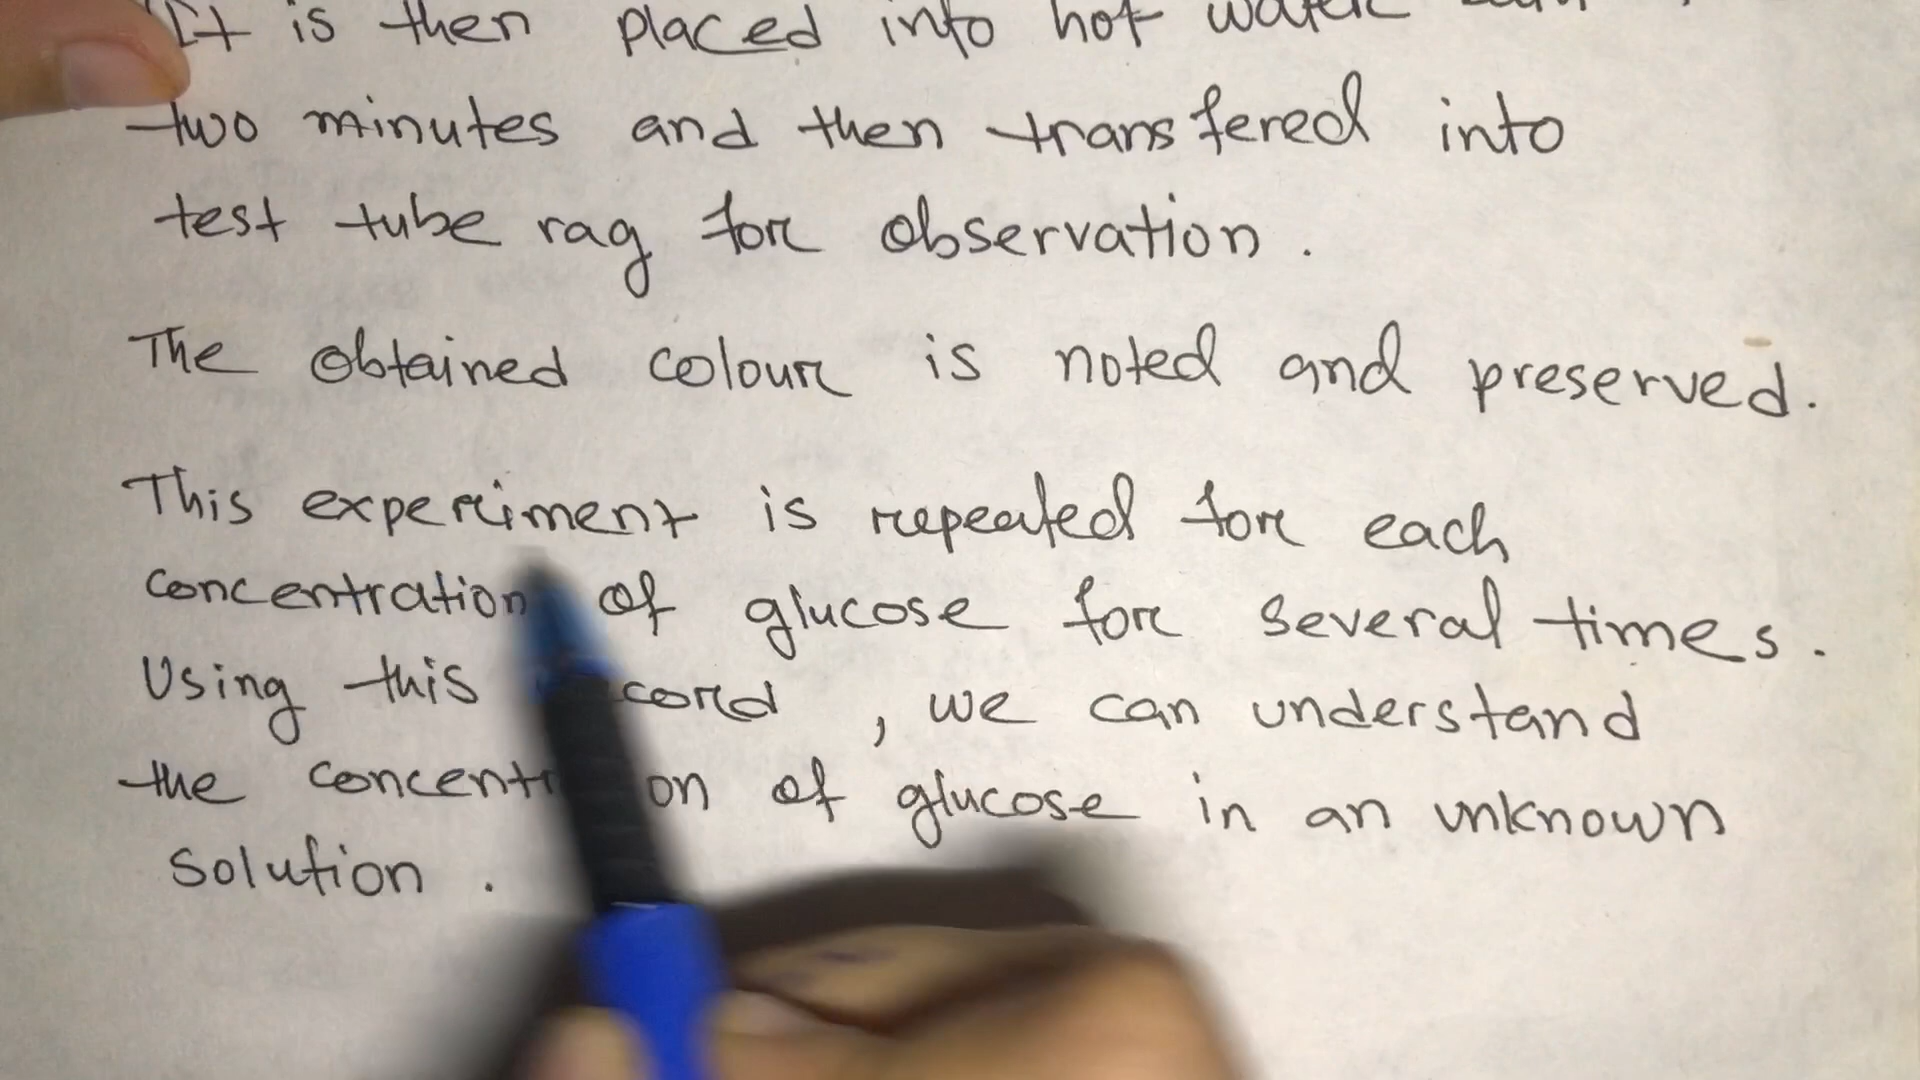 It is then placed into hot water
two minutes and then transfered into
test tube rag for observation.
The obtained colour is noted and preserved.
This experiment is repeated for each
concentration of glucose for several times.
Using this , we can understand
the of glucose in an unknown
solution.